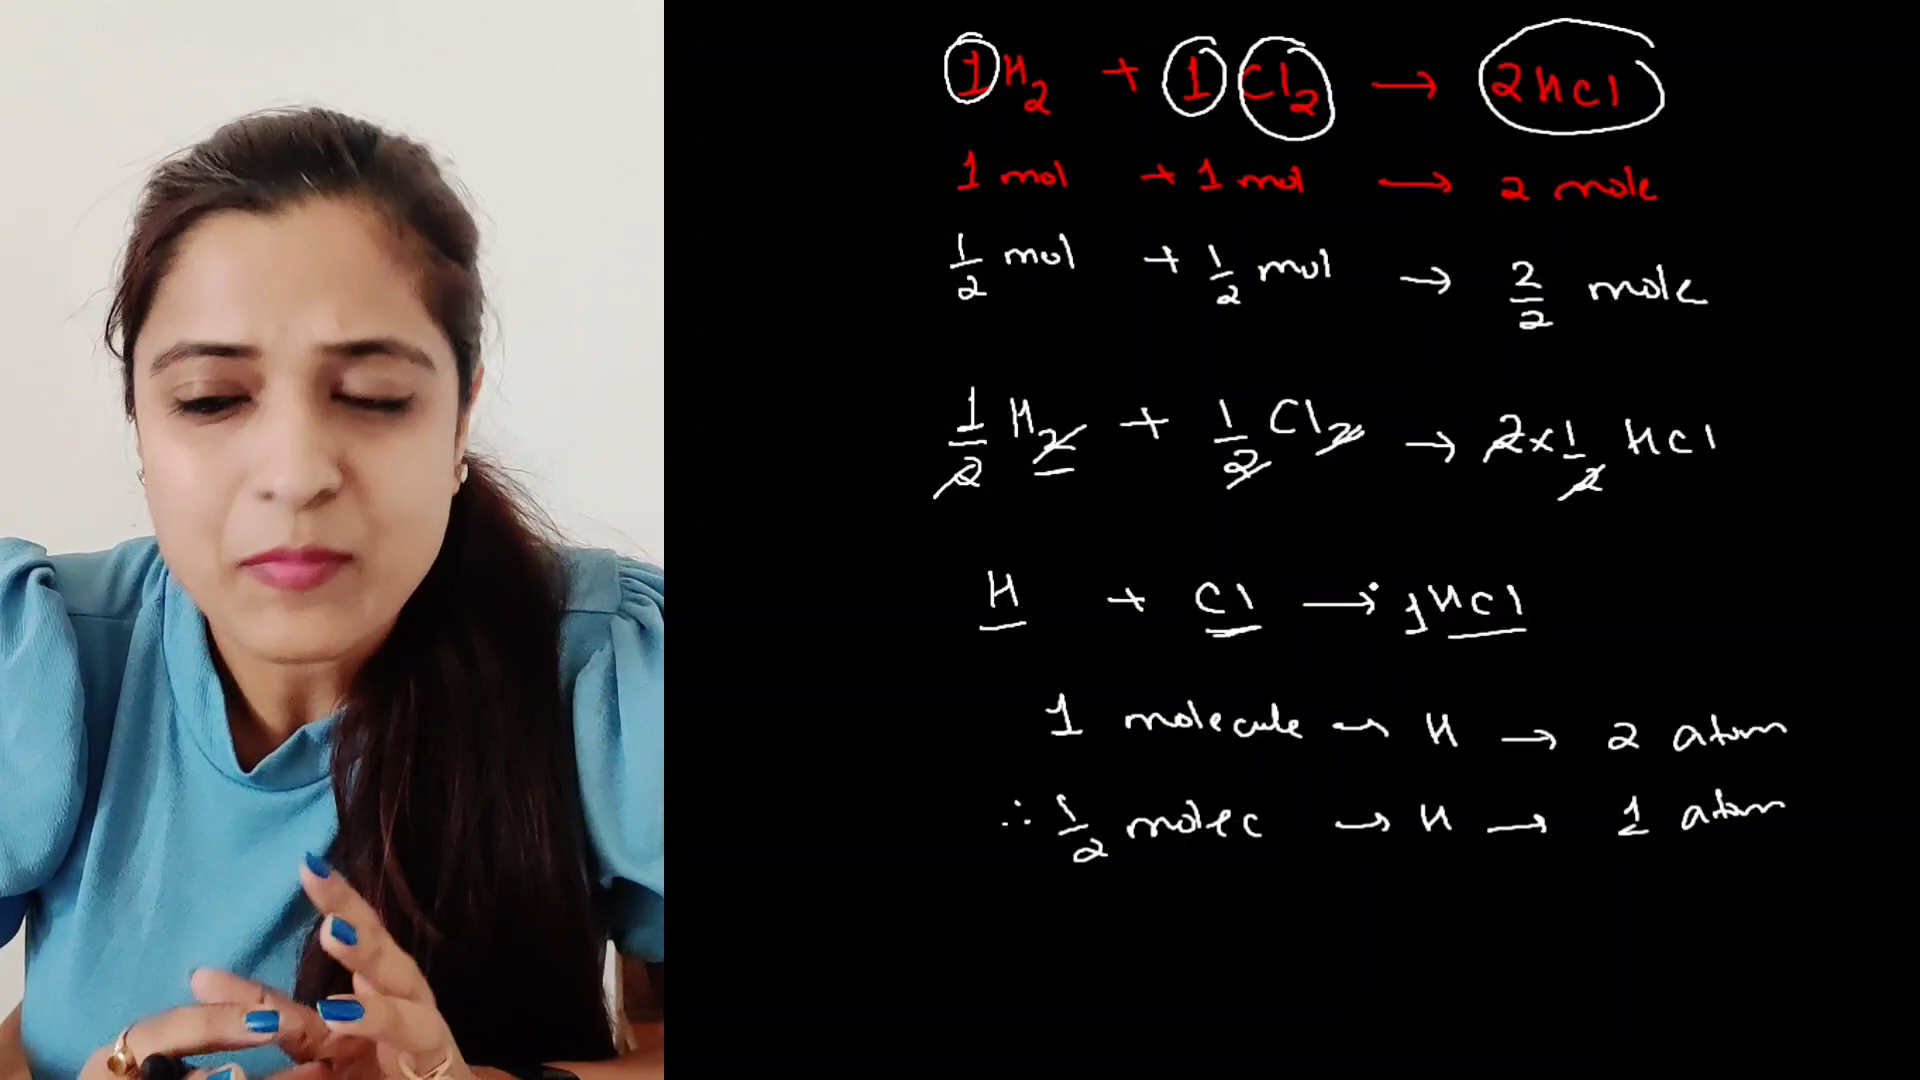 1H₂ + 1Cl₂ → 2HCl
1 mol + 1 mol → 2 mole
1/2 mol + 1/2 mol → 2/2 mole
1/2 H₂ + 1/2 Cl₂ → 2×1/2 HCl
H + Cl → 1HCl
1 molecule → H → 2 atom
∴ 1/2 molec → H → 1 atom